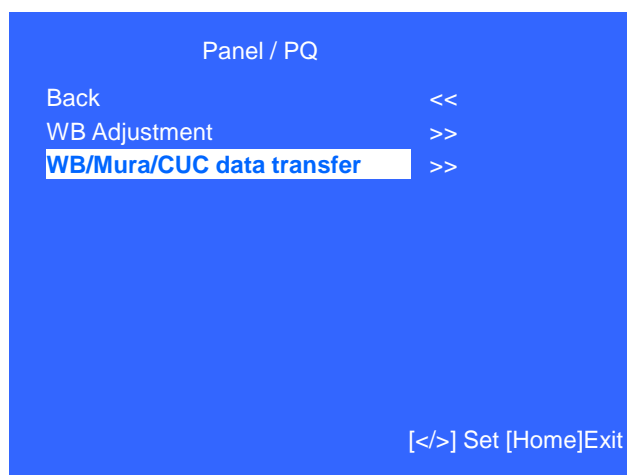 Panel / PQ
Back <<
WB Adjustment >>
WB/Mura/CUC data transfer >>
[</>] Set [Home]Exit